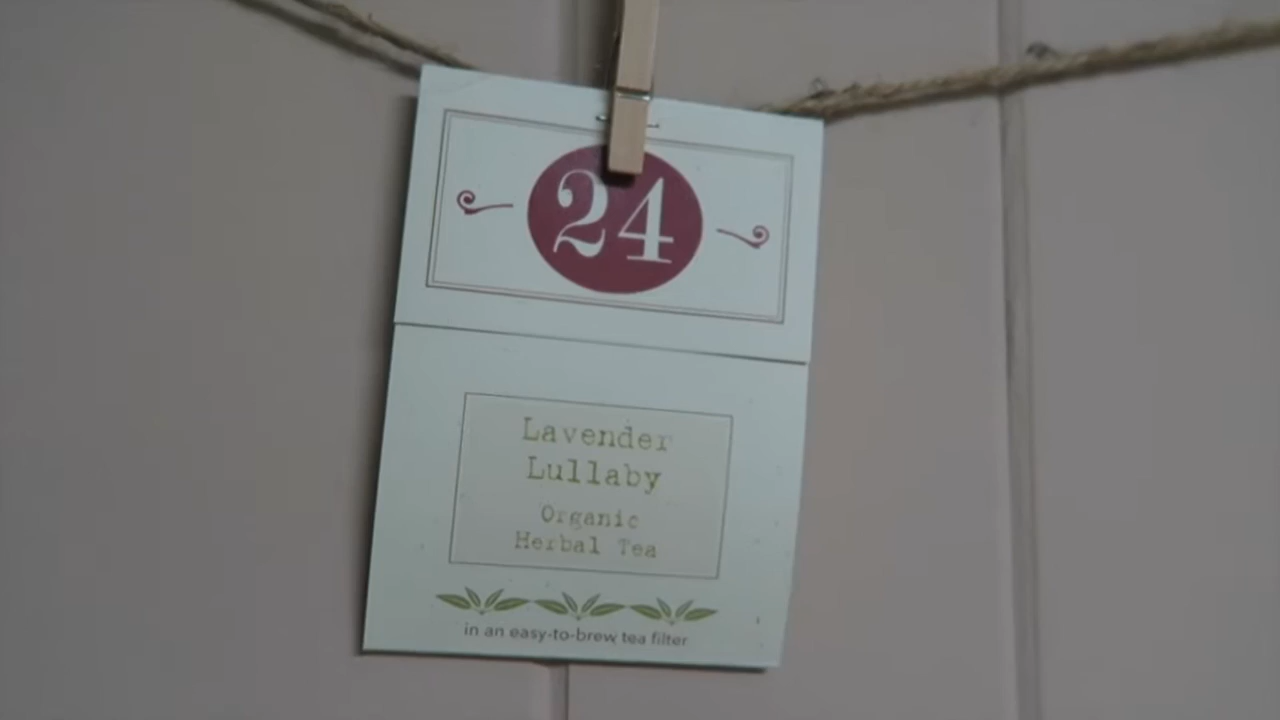 24
Lavender
Lullaby
Organic
Herbal Tea
in an easy-to-brew tea filter